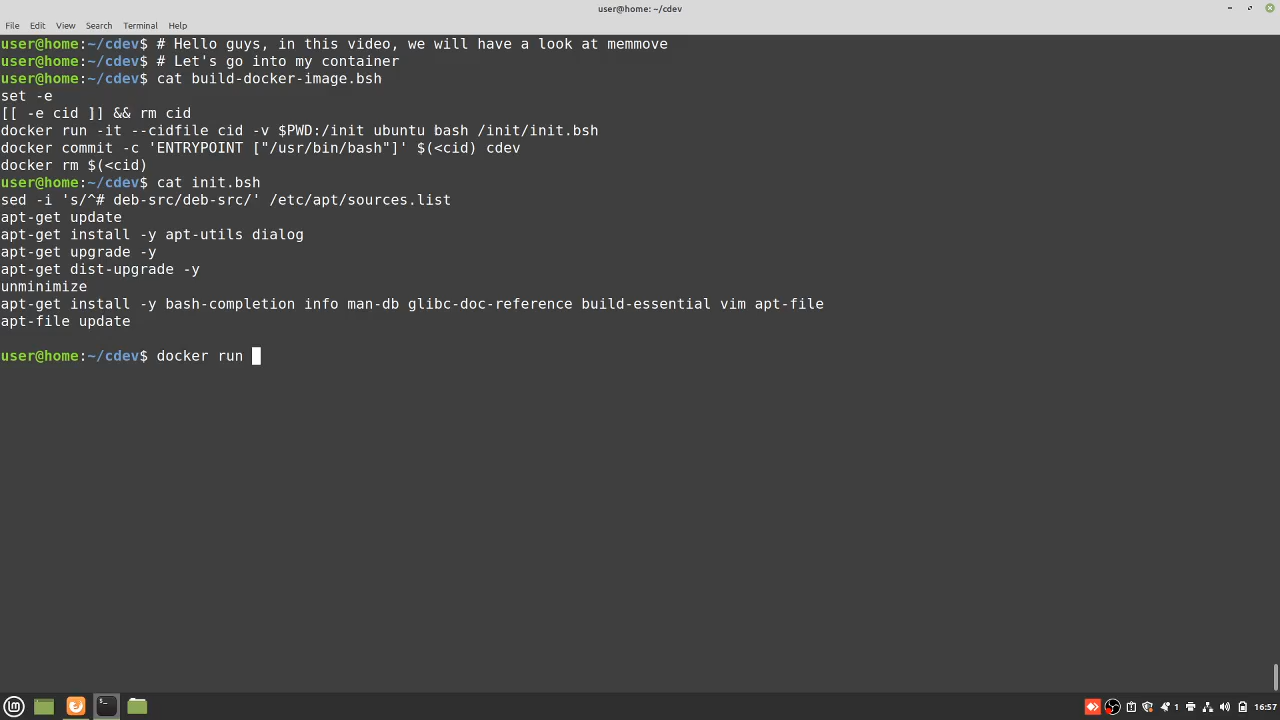 user@home: ~/cdev
File Edit View Search Terminal Help
user@home:~/cdev$ # Hello guys, in this video, we will have a look at memmove
user@home:~/cdev$ # Let's go into my container
user@home:~/cdev$ cat build-docker-image.bsh
set -e
[[ -e cid ]] && rm cid
docker run -it --cidfile cid -v $PWD:/init ubuntu bash /init/init.bsh
docker commit -c 'ENTRYPOINT ["/usr/bin/bash"]' $(<cid) cdev
docker rm $(<cid)
user@home:~/cdev$ cat init.bsh
sed -i 's/^# deb-src/deb-src/' /etc/apt/sources.list
apt-get update
apt-get install -y apt-utils dialog
apt-get upgrade -y
apt-get dist-upgrade -y
unminimize
apt-get install -y bash-completion info man-db glibc-doc-reference build-essential vim apt-file
apt-file update
user@home:~/cdev$ docker run
1 16:57